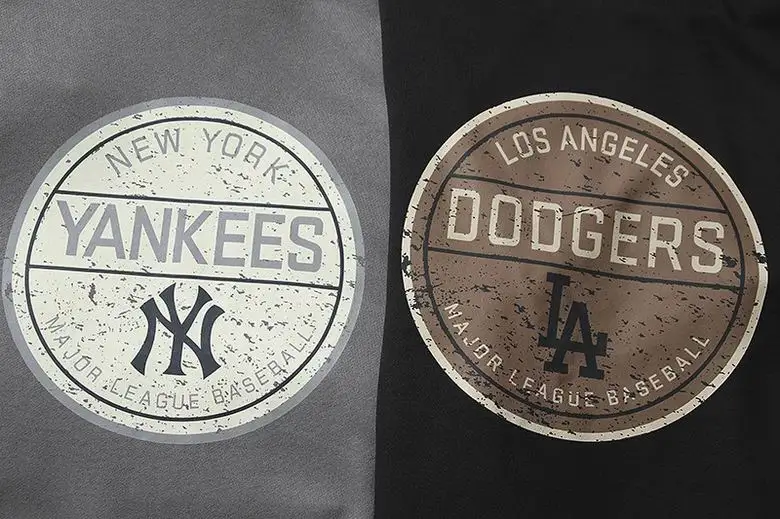 NEW YORK
YANKEES
NY
MAJOR LEAGUE BASEBALL
LOS ANGELES
DODGERS
LA
MAJOR LEAGUE BASEBALL